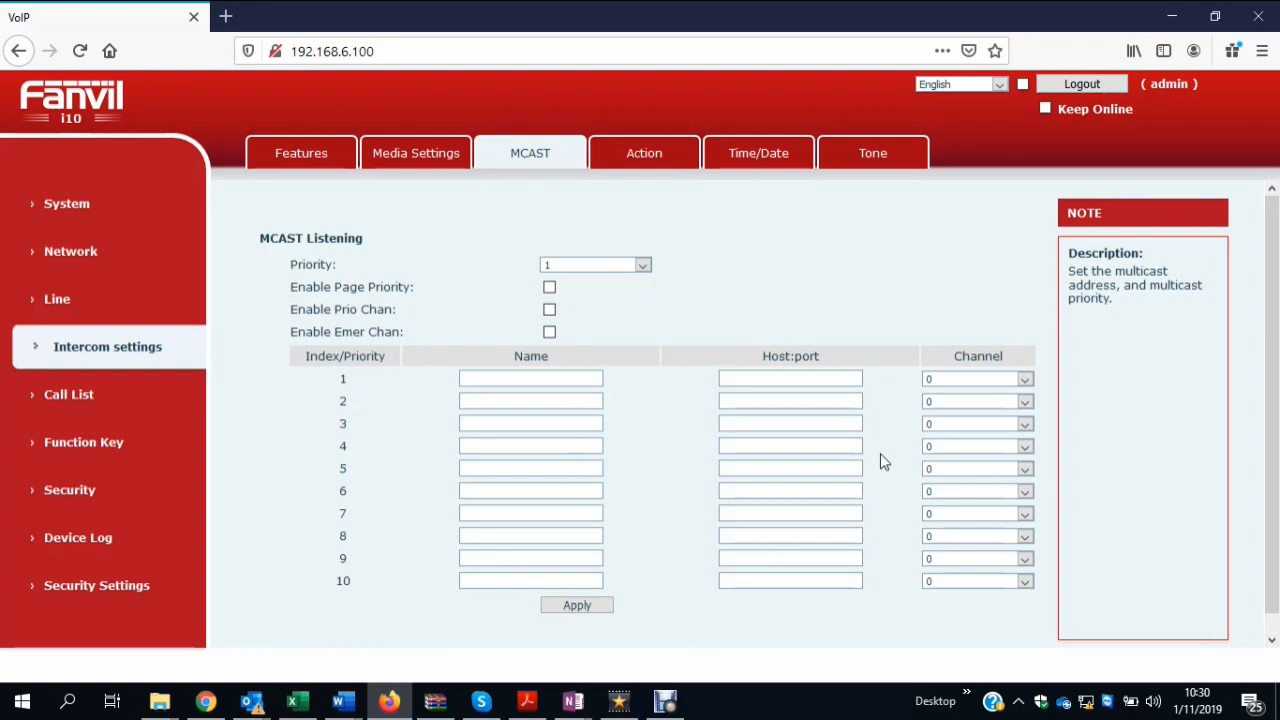 VoIP
192.168.6.100
Fanvil
i10
English
Logout
( admin )
Keep Online
Features
Media Settings
MCAST
Action
Time/Date
Tone
System
Network
Line
Intercom settings
Call List
Function Key
Security
Device Log
Security Settings
MCAST Listening
Priority:
1
Enable Page Priority:
Enable Prio Chan:
Enable Emer Chan:
Index/Priority
Name
Host:port
Channel
1
0
2
0
3
0
4
0
5
0
6
0
7
0
8
0
9
0
10
0
Apply
NOTE
Description:
Set the multicast
address, and multicast
priority.
Desktop
10:30
1/11/2019
25